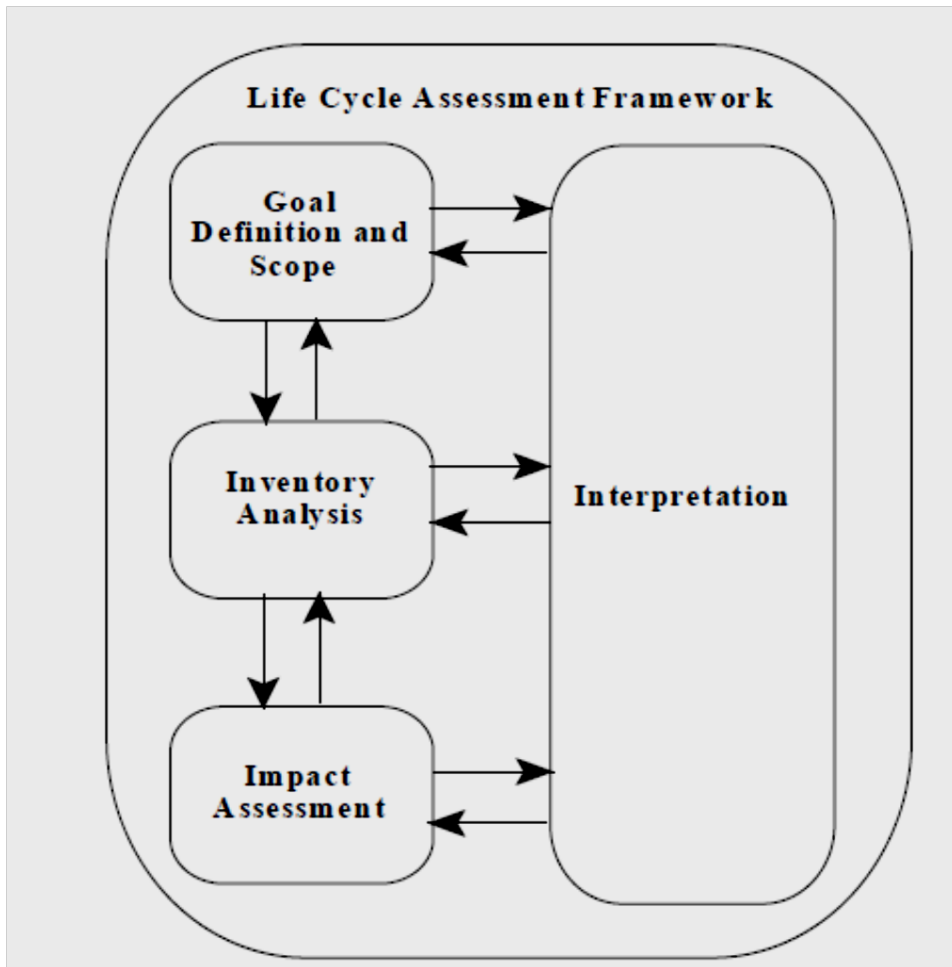 Life Cycle Assessment Framework
Goal
Definition and
Scope
Inventory
Analysis
Interpretation
Impact
Assessment